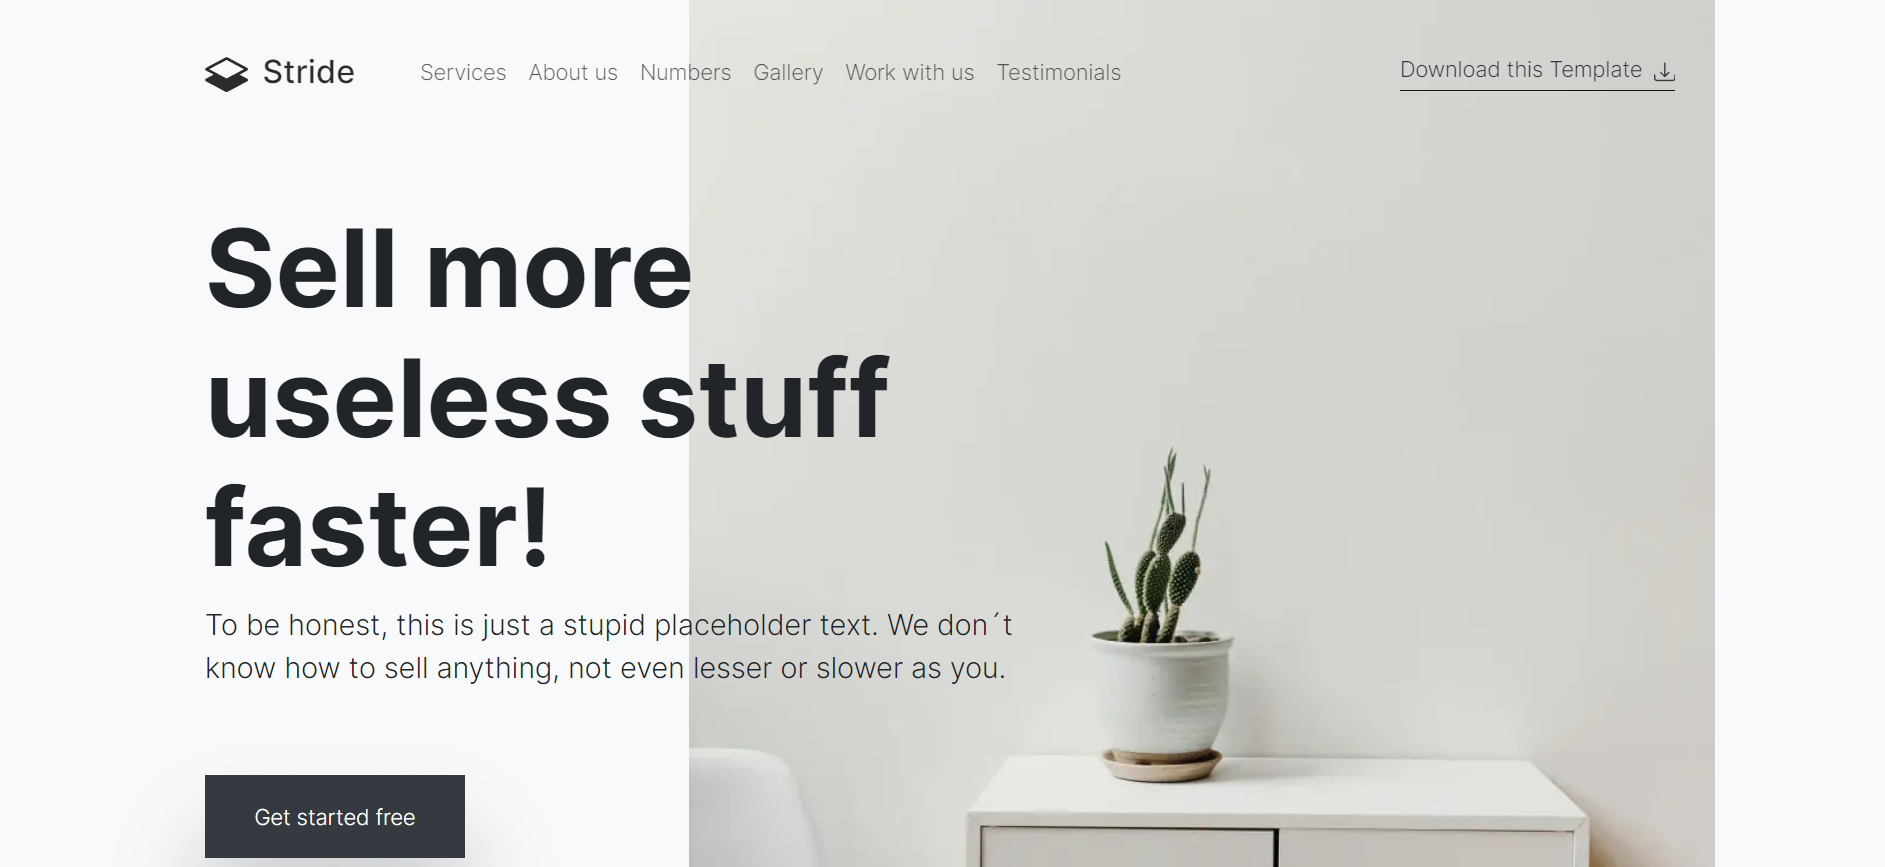 Stride
Services About us Numbers Gallery Work with us Testimonials
Download this Template
Sell more
useless stuff
faster!
To be honest, this is just a stupid placeholder text. We don´t
know how to sell anything, not even lesser or slower as you.
Get started free